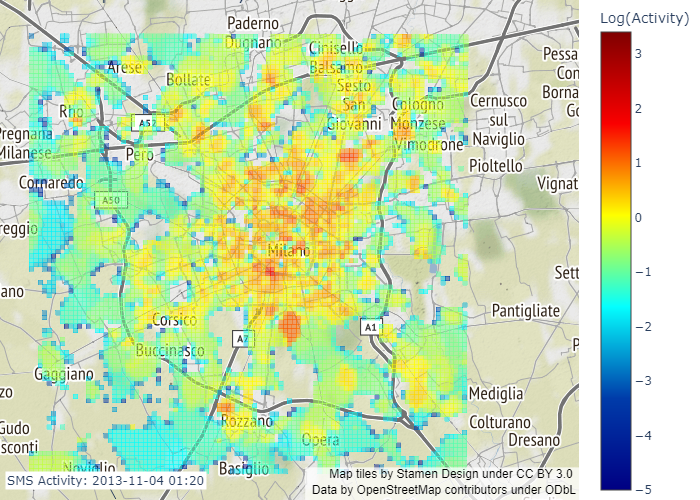 Log(Activity)
3
2
1
0
−1
−2
−3
−4
−5
Paderno
Dugnano
Cinisello
Balsamo
Arese
Bollate
Sesto
San
Giovanni
Cologno
Monzese
Cernusco
sul
Naviglio
Pessa
Con
Borna
Go
Rho
A52
Pregnana
Milanese
Pero
Vimodrone
Pioltello
Vignat
Cornaredo
A50
reggio
Milano
Sett
ano
Pantigliate
Corsico
A7
A1
Buccinasco
P
Gaggiano
zo
Mediglia
Rozzano
Colturano
Dresano
Gudo
sconti
Opera
Noviglio
Basiglio
SMS Activity: 2013-11-04 01:20
Map tiles by Stamen Design under CC BY 3.0
Data by OpenStreetMap contributors under ODbL